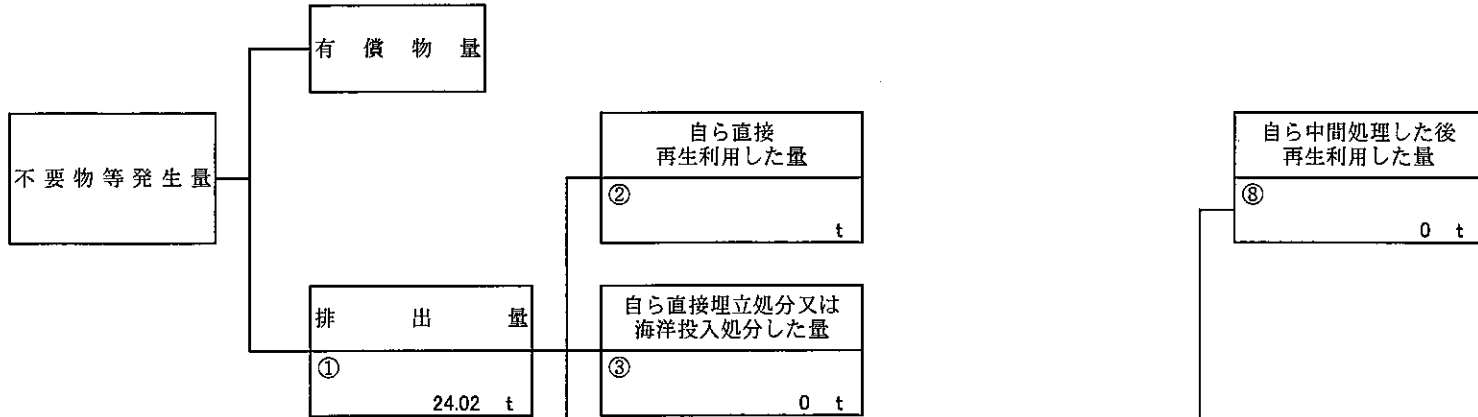 有償物量
不要物等発生量
自ら直接
再生利用した量
②
t
自ら中間処理した後
再生利用した量
⑧
0 t
排出量
①
24.02 t
自ら直接埋立処分又は
海洋投入処分した量
③
0 t